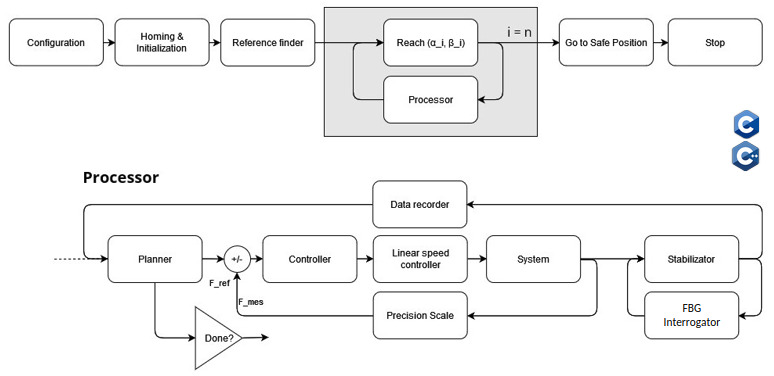 Configuration
Homing &
Initialization
Reference finder
Reach (α_i, β_i)
i = n
Go to Safe Position
Stop
Processor
C
C++
Processor
Data recorder
Planner
+/-
Controller
Linear speed
controller
System
Stabilizator
F_ref
F_mes
Precision Scale
FBG
Interrogator
Done?